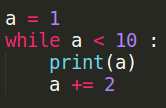 a = 1
while a < 10 :
    print(a)
    a += 2